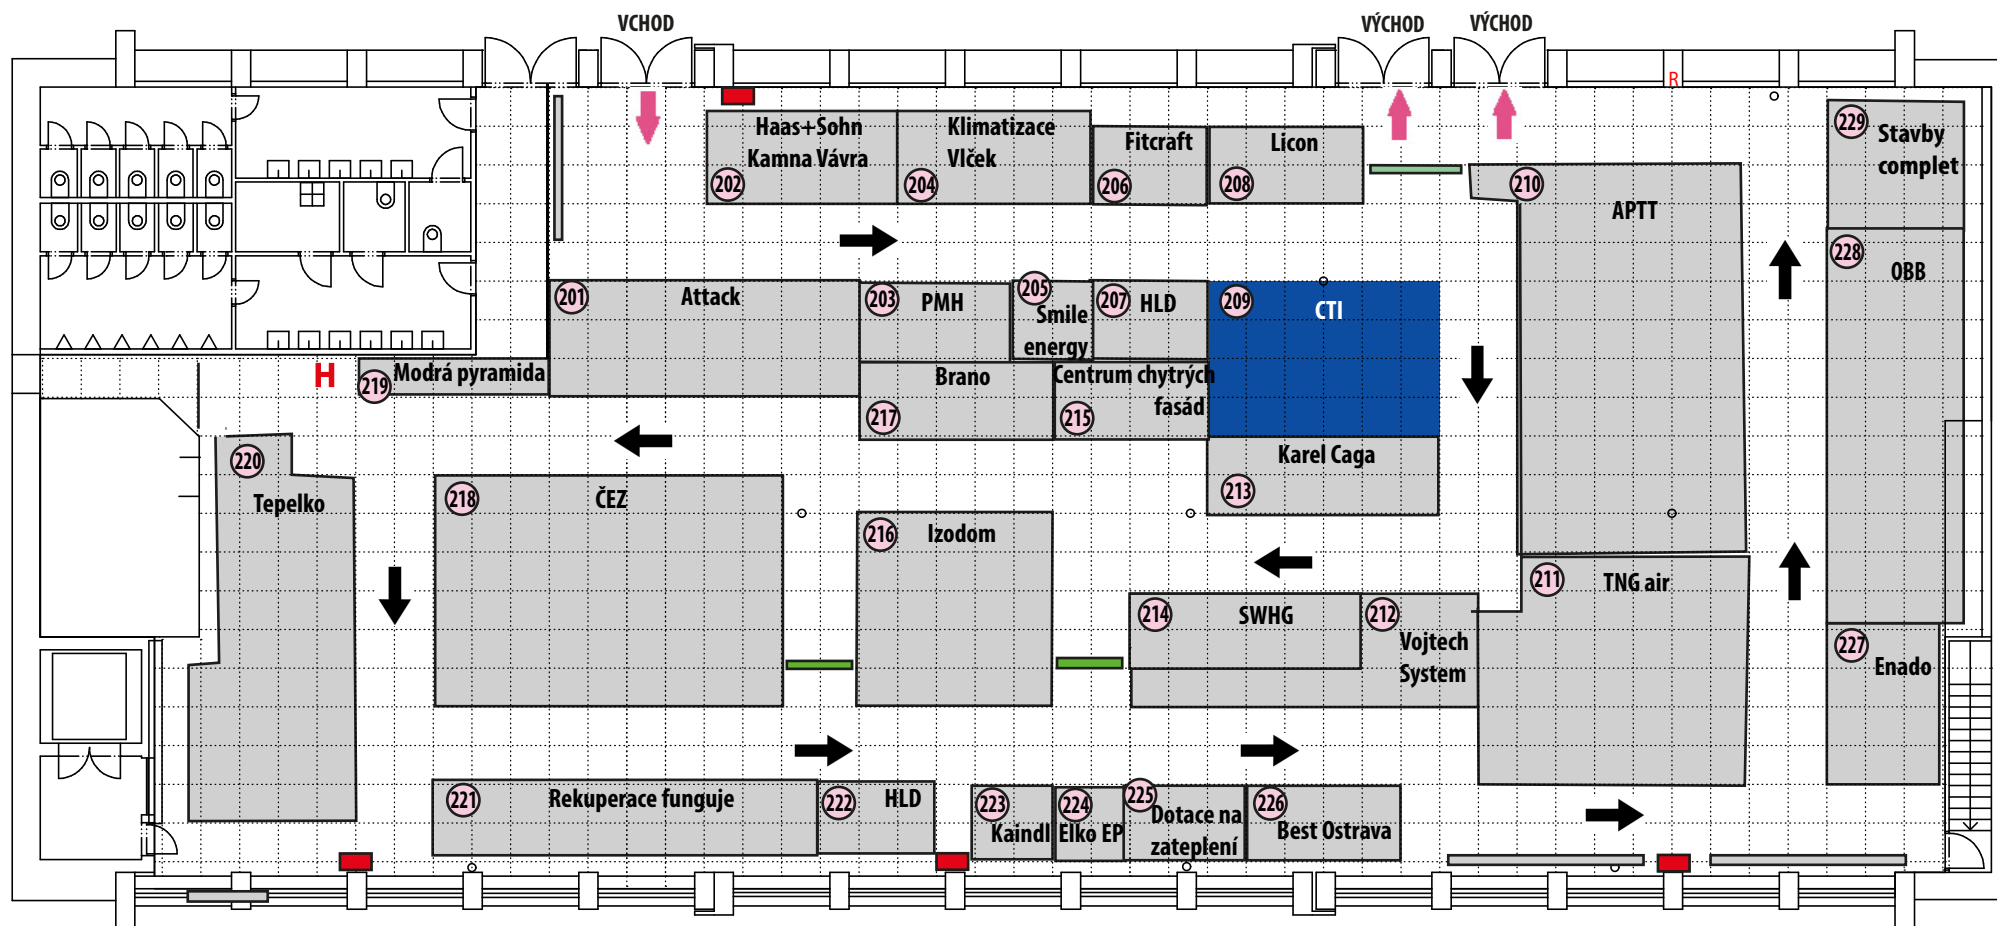 VCHOD
VÝCHOD
VÝCHOD
R
202
Haas+Sohn
Kamna Vávra
204
Klimatizace
Vlček
206
Fitcraft
208
Licon
210
APTT
229
Stavby
complet
228
OBB
201
Attack
203
PMH
205
Smile
energy
207
HLD
209
CTI
H
219
Modrá pyramida
217
Brano
215
Centrum chytrých
fasád
213
Karel Caga
220
Tepelko
218
ČEZ
216
Izodom
214
SWHG
212
Vojtech
System
211
TNG air
227
Enado
221
Rekuperace funguje
222
HLD
223
Kaindl
224
Elko EP
225
Dotace na
zateplení
226
Best Ostrava